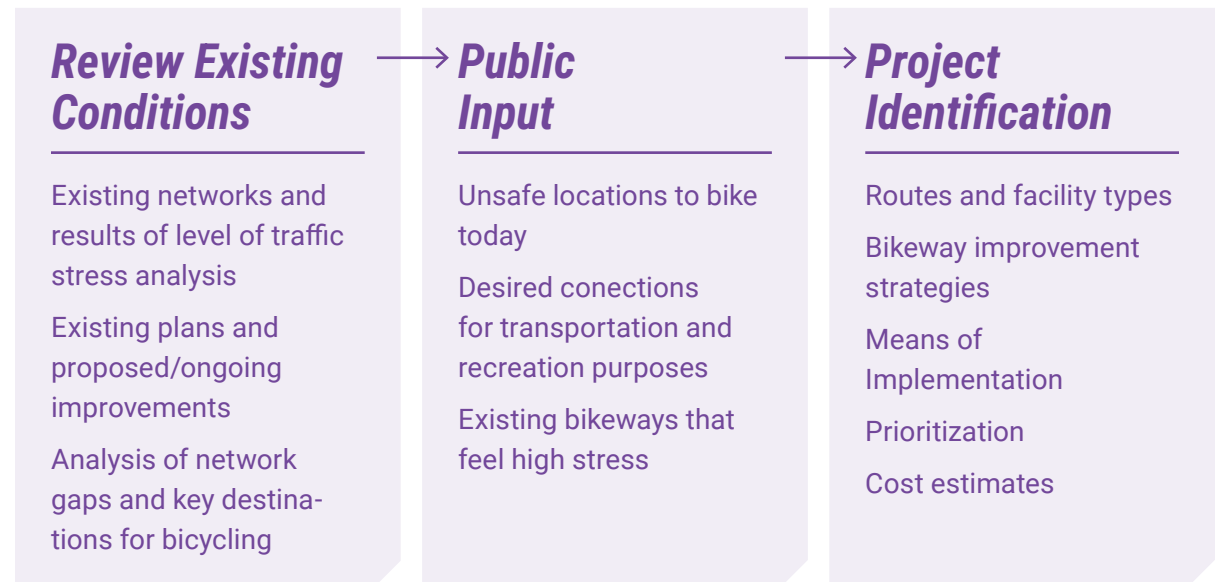 Review Existing
Conditions
Existing networks and
results of level of traffic
stress analysis
Existing plans and
proposed/ongoing
improvements
Analysis of network
gaps and key destina-
tions for bicycling
Public
Input
Unsafe locations to bike
today
Desired conections
for transportation and
recreation purposes
Existing bikeways that
feel high stress
Project
Identification
Routes and facility types
Bikeway improvement
strategies
Means of
Implementation
Prioritization
Cost estimates